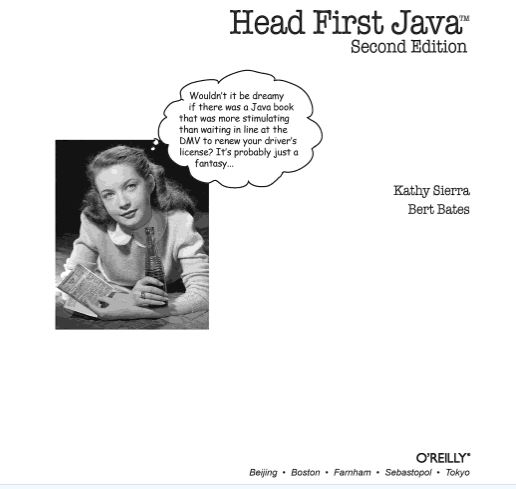 Head First Java™
Second Edition
Wouldn't it be dreamy
if there was a Java book
that was more stimulating
than waiting in line at the
DMV to renew your driver's
license? It's probably just a
fantasy...
Kathy Sierra
Bert Bates
O'REILLY®
Beijing • Boston • Farnham • Sebastopol • Tokyo